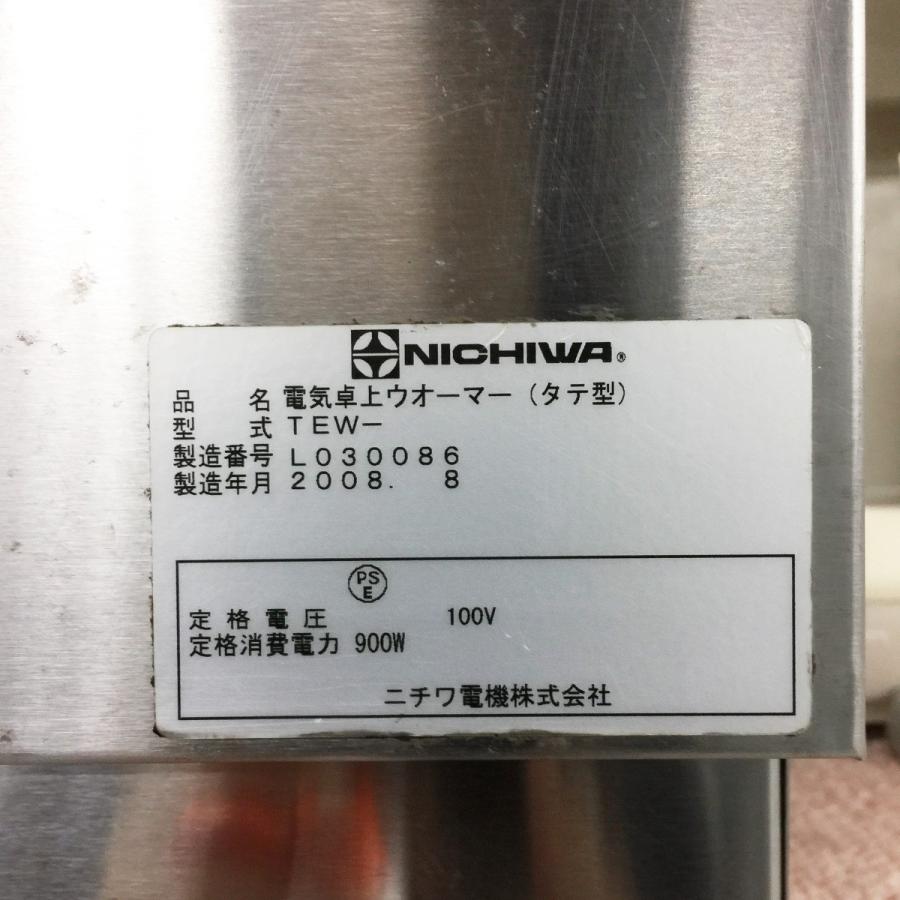 NICHIWA®
品 名 電気卓上ウオーマー（タテ型）
型 式 TEW-
製造番号 L030086
製造年月 2008. 8
PS
E
定格電圧 100V
定格消費電力 900W
ニチワ電機株式会社